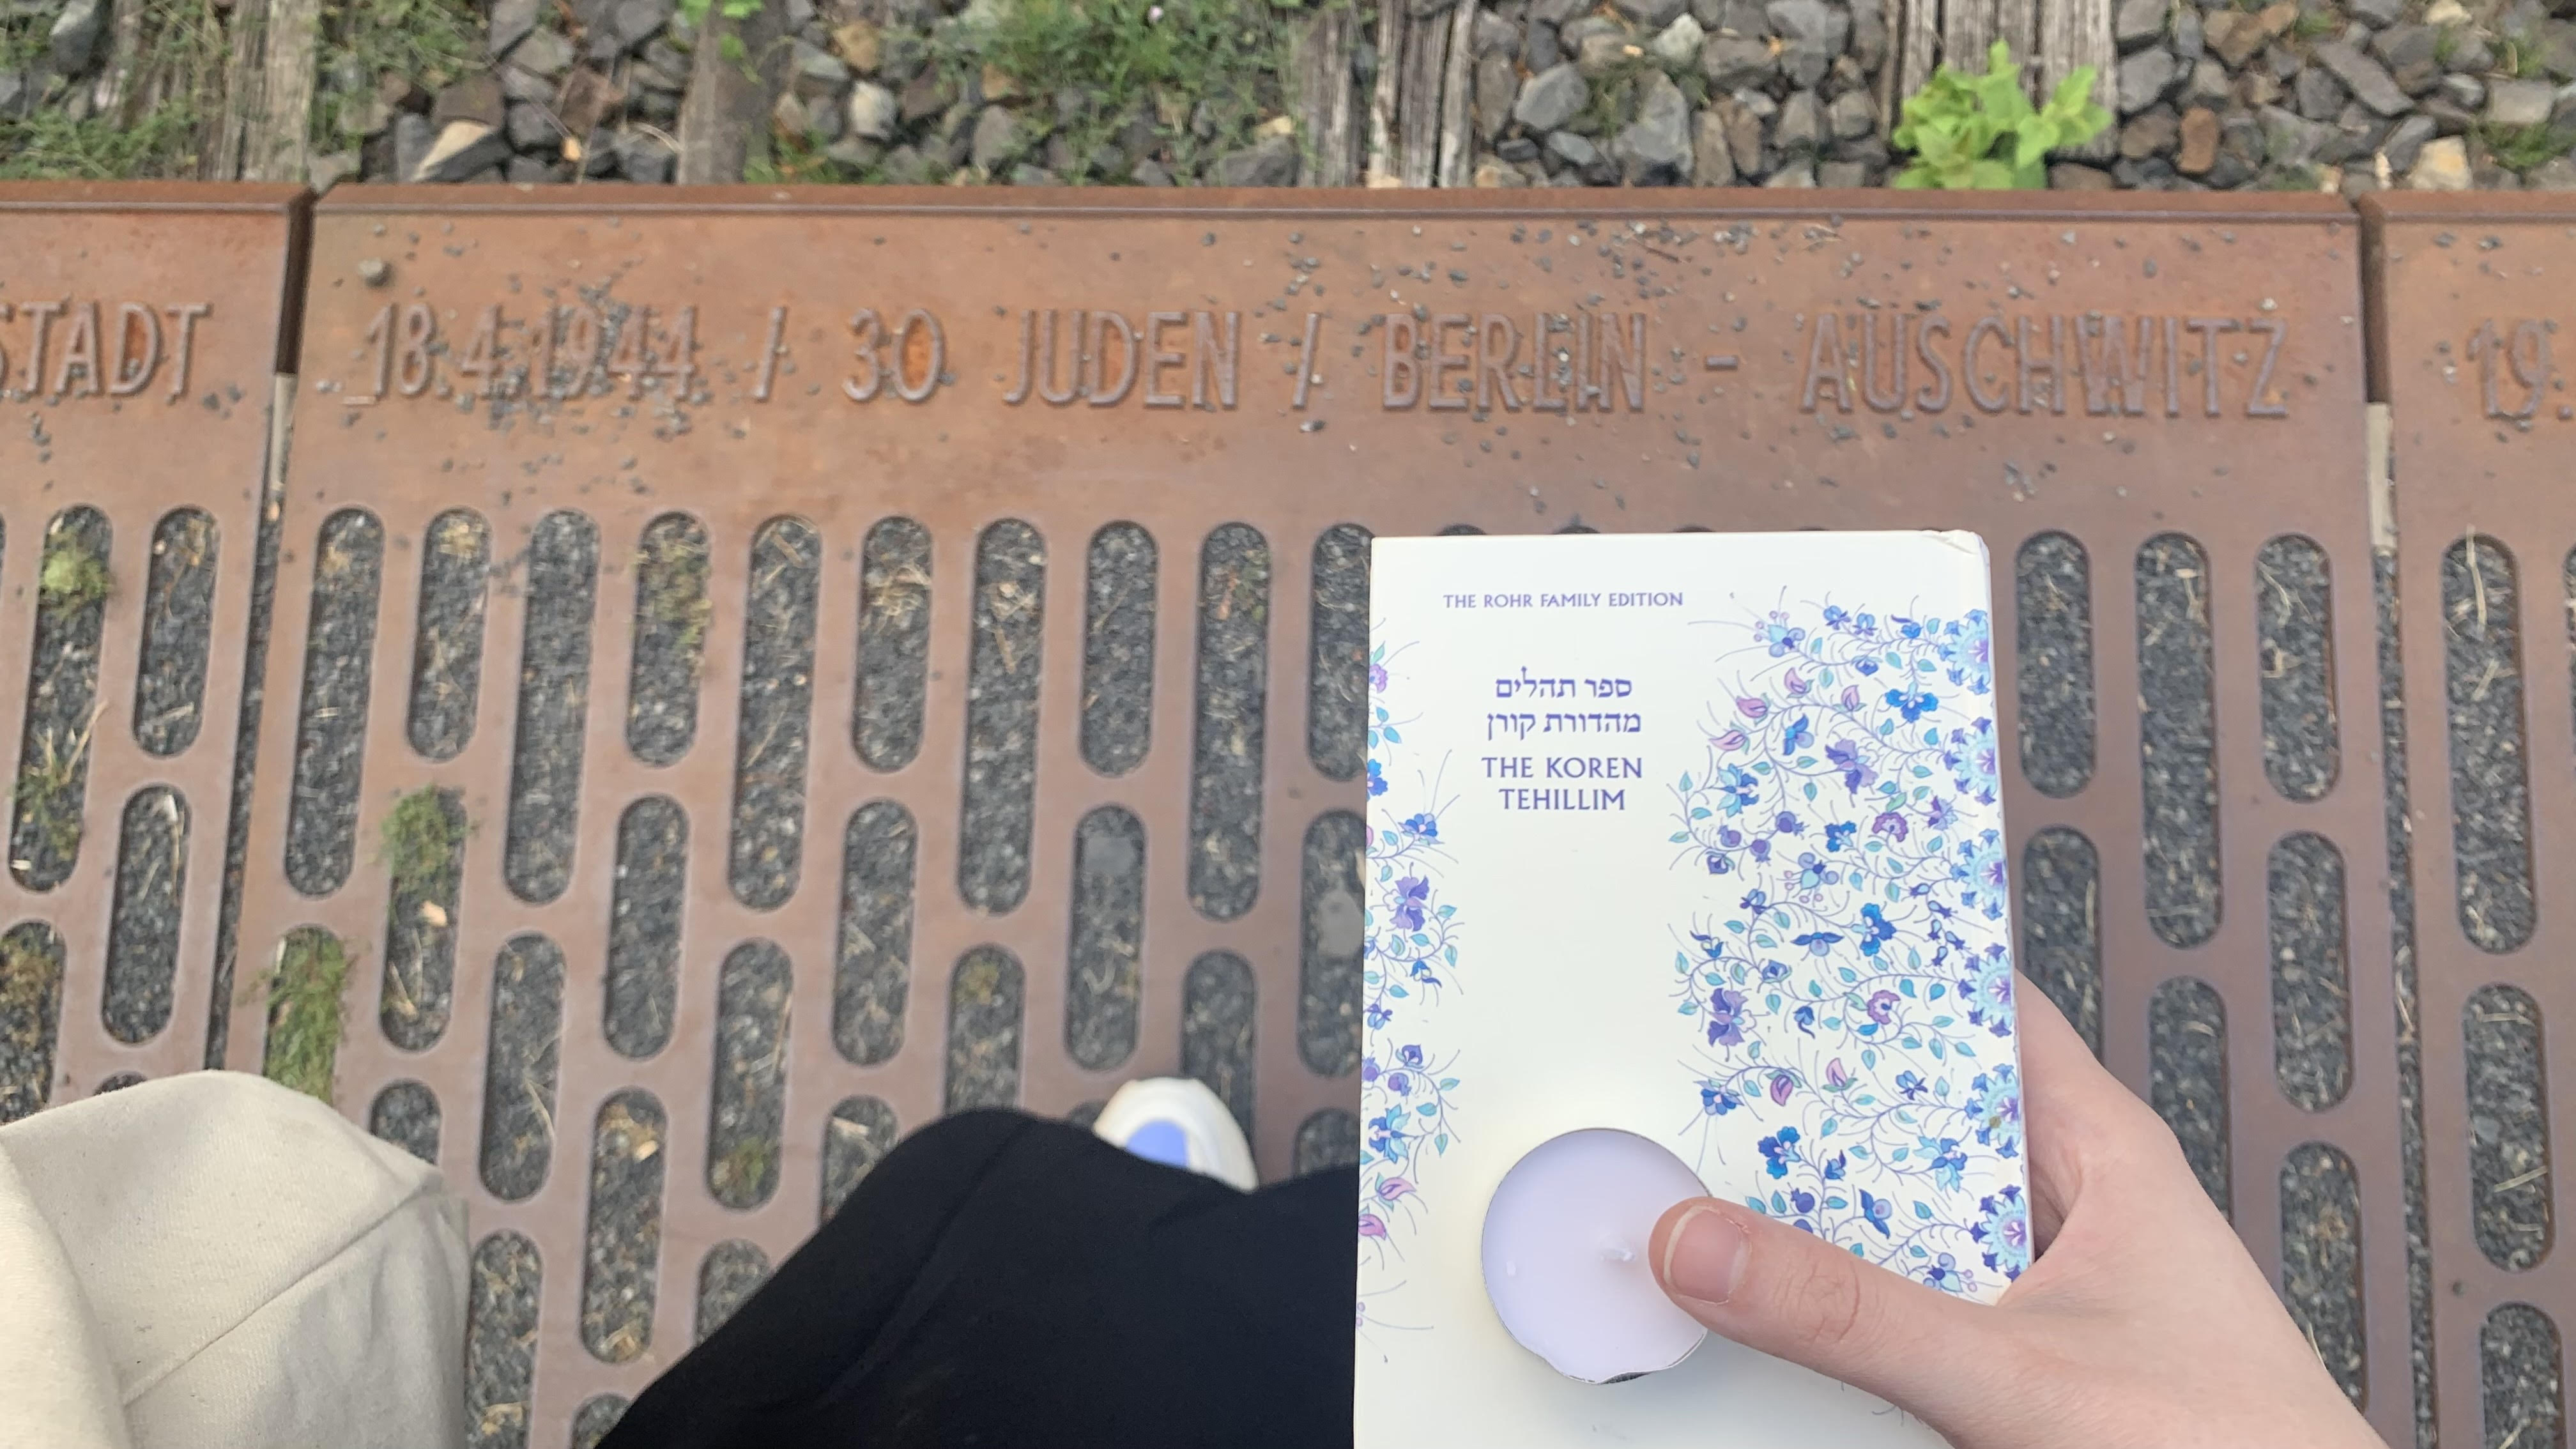 STADT
18.4.1944 / 30 JUDEN / BERLIN - AUSCHWITZ
19.
THE ROHR FAMILY EDITION
ספר תהלים
מהדורת קורן
THE KOREN
TEHILLIM